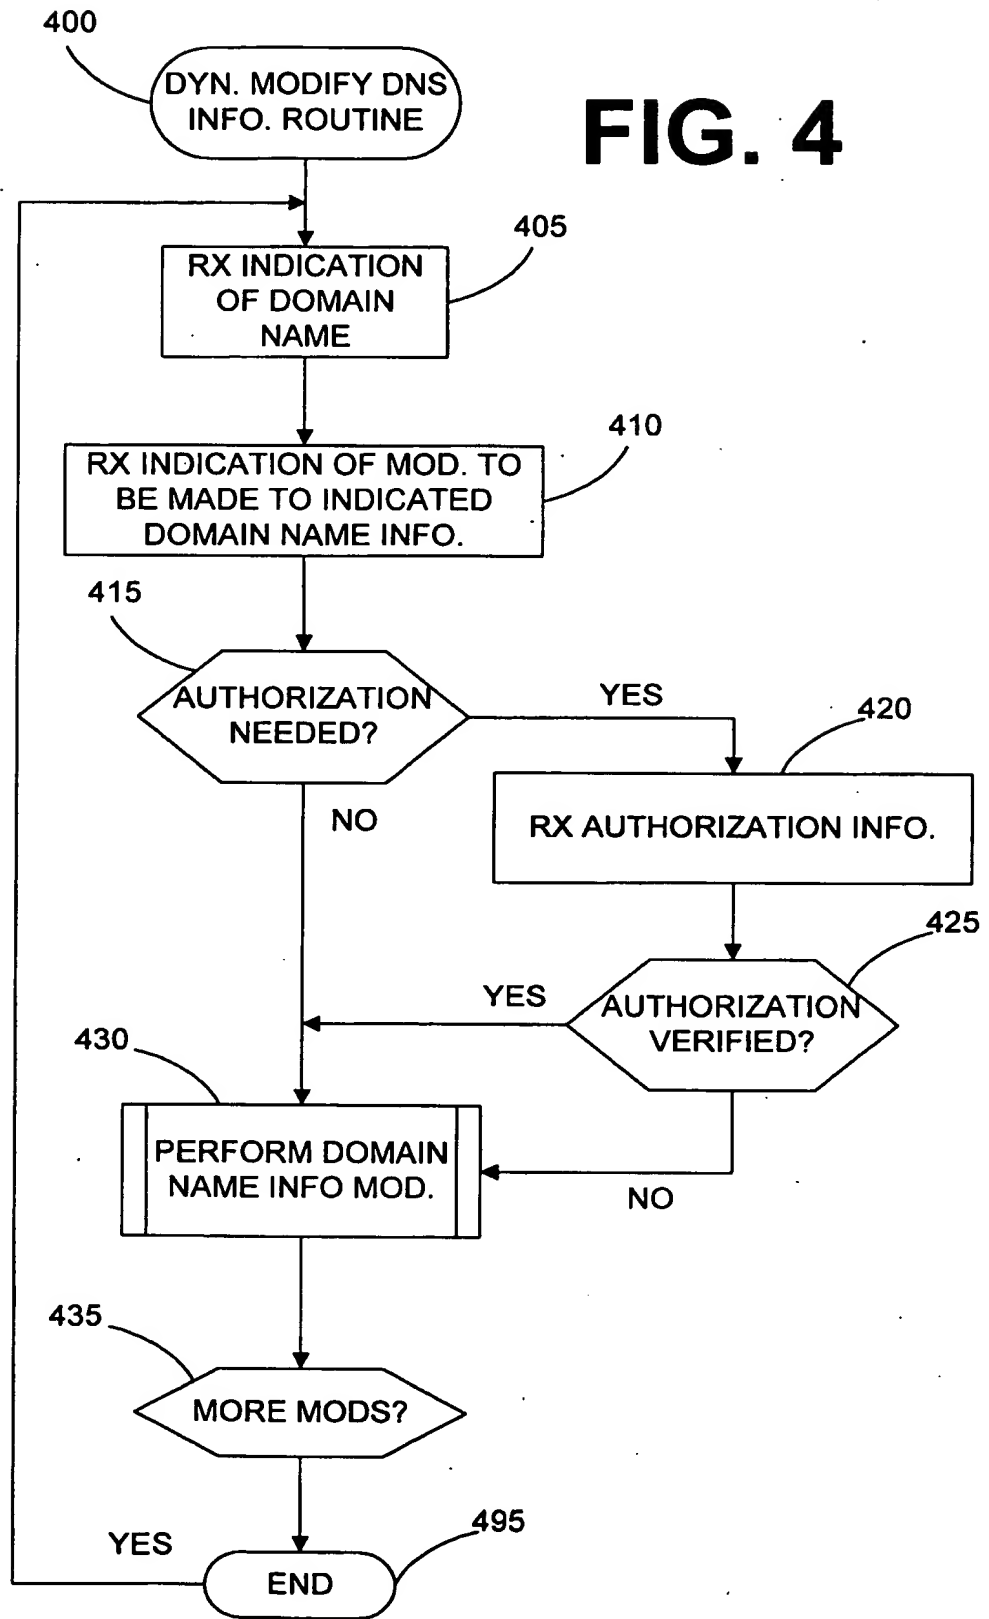 400
DYN. MODIFY DNS
INFO. ROUTINE
FIG. 4
405
RX INDICATION
OF DOMAIN
NAME
410
RX INDICATION OF MOD. TO
BE MADE TO INDICATED
DOMAIN NAME INFO.
415
AUTHORIZATION
NEEDED?
YES
420
NO
RX AUTHORIZATION INFO.
425
YES
AUTHORIZATION
VERIFIED?
430
PERFORM DOMAIN
NAME INFO MOD.
NO
435
MORE MODS?
YES
495
END